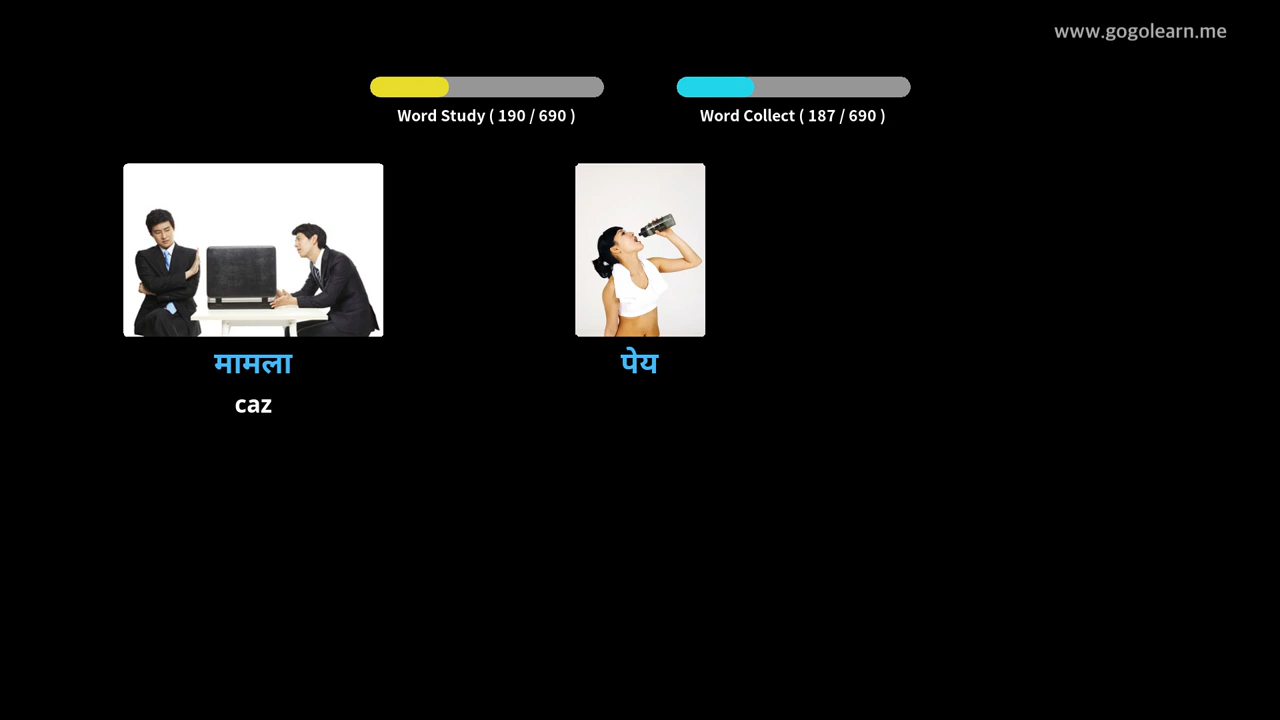 www.gogolearn.me
Word Study ( 190 / 690 )
Word Collect ( 187 / 690 )
मामला
पेय
caz